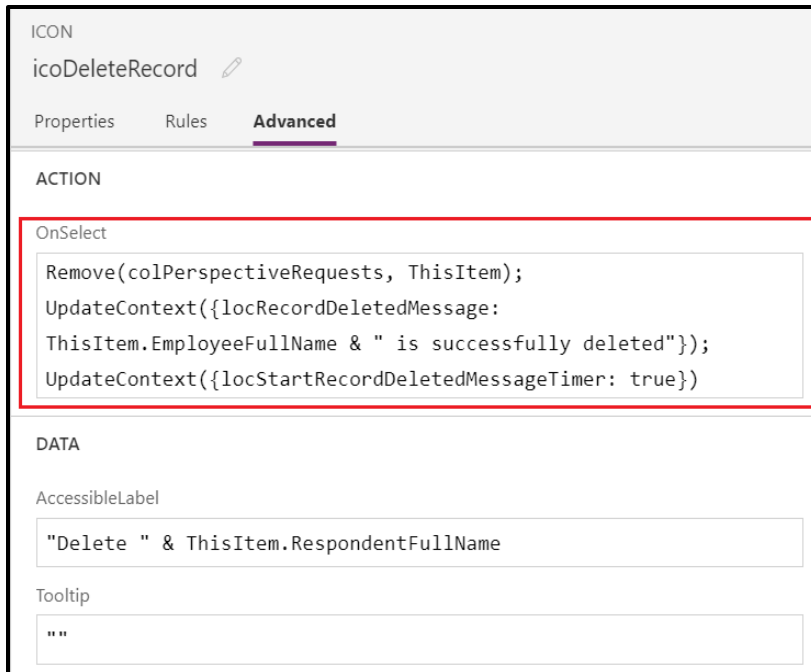 ICON
icoDeleteRecord
Properties Rules Advanced
ACTION
OnSelect
Remove(colPerspectiveRequests, ThisItem);
UpdateContext({locRecordDeletedMessage:
ThisItem.EmployeeFullName & " is successfully deleted"});
UpdateContext({locStartRecordDeletedMessageTimer: true})
DATA
AccessibleLabel
"Delete " & ThisItem.RespondentFullName
Tooltip
""